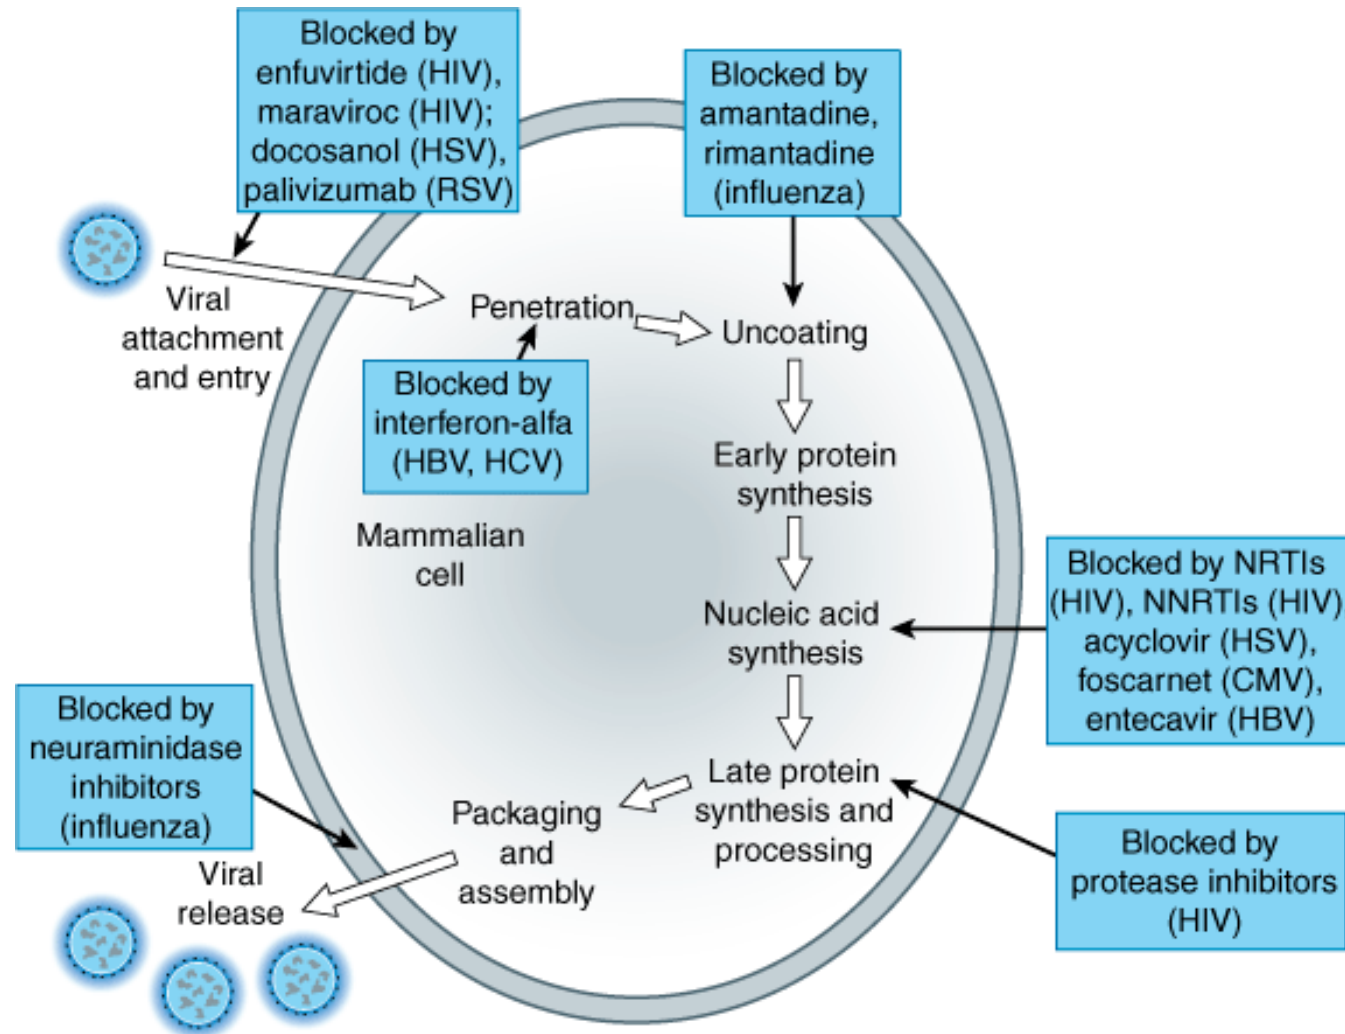 Blocked by
enfuvirtide (HIV),
maraviroc (HIV);
docosanol (HSV),
palivizumab (RSV)
Blocked by
amantadine,
rimantadine
(influenza)
Viral
attachment
and entry
Penetration
Uncoating
Blocked by
interferon-alfa
(HBV, HCV)
Early protein
synthesis
Mammalian
cell
Blocked by NRTIs
(HIV), NNRTIs (HIV)
acyclovir (HSV),
foscarnet (CMV),
entecavir (HBV)
Nucleic acid
synthesis
Blocked by
neuraminidase
inhibitors
(influenza)
Late protein
synthesis and
processing
Packaging
and
assembly
Blocked by
protease inhibitors
(HIV)
Viral
release